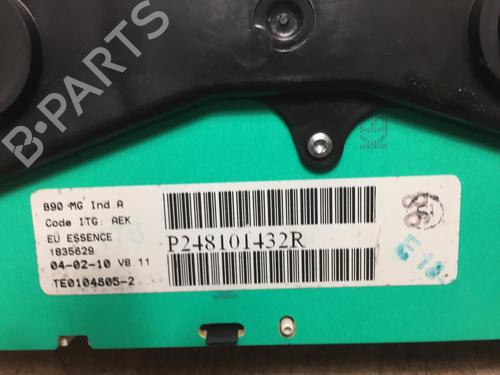 B-PARTS
B90 MG Ind A
Code ITG: AEK
EU ESSENCE
1835629
04-02-10 V8.11
TE0104805-2
P248101432R